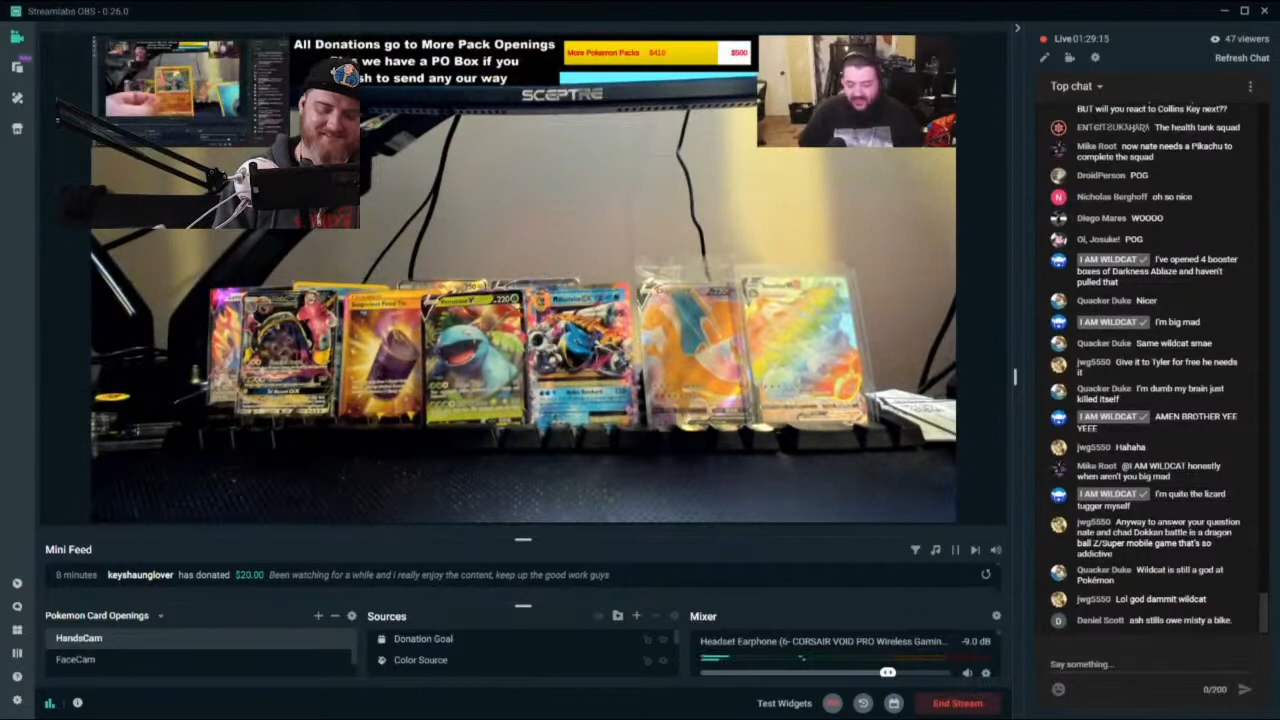 Streamlabs OBS - 0.26.0
All Donations go to More Pack Openings
we have a PO Box if you
sh to send any our way
More Pokemon Packs $410 $500
SCEPTRE
Live 01:29:15
47 viewers
Refresh Chat
Top chat
BUT will you react to Collins Key next??
The health tank squad
Mike Root now nate needs a Pikachu to
complete the squad
DroidPerson POG
Nicholas Berghoff oh so nice
Diego Mares WOOOO
Oi, Josuke! POG
I AM WILDCAT I've opened 4 booster
boxes of Darkness Ablaze and haven't
pulled that
Quacker Duke Nicer
I AM WILDCAT I'm big mad
Quacker Duke Same wildcat smae
jwg5550 Give it to Tyler for free he needs
it
Quacker Duke I'm dumb my brain just
killed itself
I AM WILDCAT AMEN BROTHER YEE
YEEE
jwg5550 Hahaha
Mike Root @I AM WILDCAT honestly
when aren't you big mad
I AM WILDCAT I'm quite the lizard
tugger myself
jwg5550 Anyway to answer your question
nate and chad Dokkan battle is a dragon
ball Z/Super mobile game that's so
addictive
Quacker Duke Wildcat is still a god at
Pokémon
jwg5550 Lol god dammit wildcat
D Daniel Scott ash stills owe misty a bike.
Say something...
0/200
Venusaur V 220
Mini Feed
8 minutes keyshaunglover has donated $20.00 Been watching for a while and i really enjoy the content, keep up the good work guys
Pokemon Card Openings
HandsCam
FaceCam
Sources
Donation Goal
Color Source
Mixer
Headset Earphone (6- CORSAIR VOID PRO Wireless Gamin... -9.0 dB
Test Widgets
End Stream